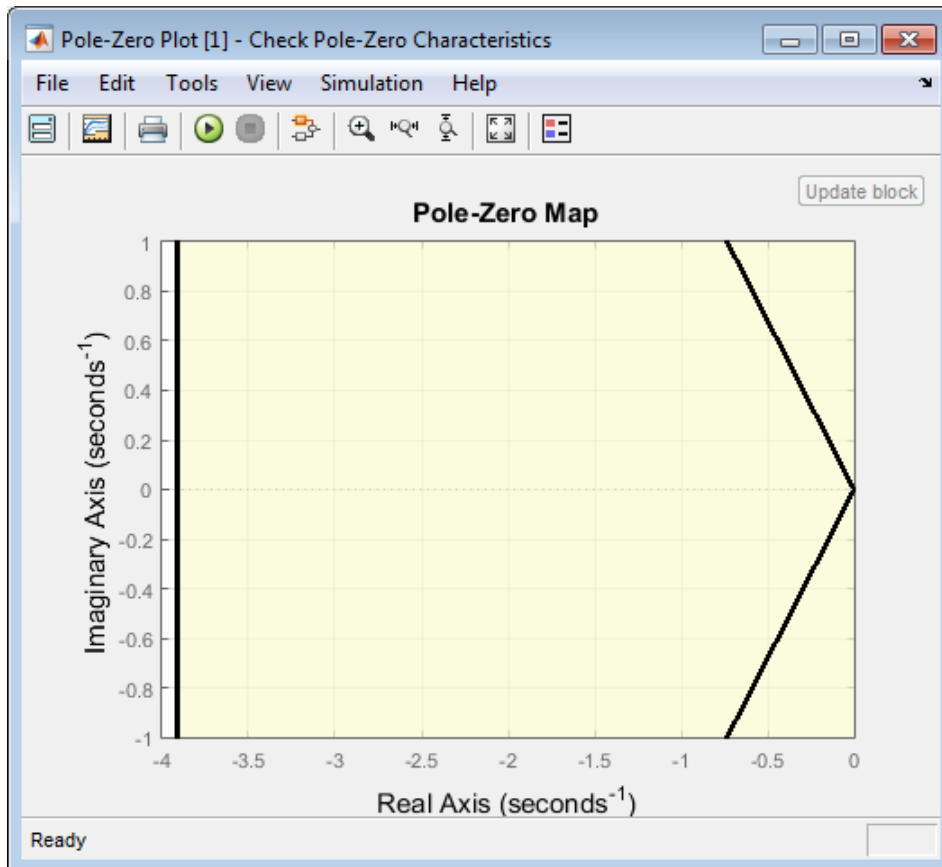 Pole-Zero Plot [1] - Check Pole-Zero Characteristics
File Edit Tools View Simulation Help
Update block
Pole-Zero Map
Imaginary Axis (seconds⁻¹)
1
0.8
0.6
0.4
0.2
0
-0.2
-0.4
-0.6
-0.8
-1
-4 -3.5 -3 -2.5 -2 -1.5 -1 -0.5 0
Real Axis (seconds⁻¹)
Ready